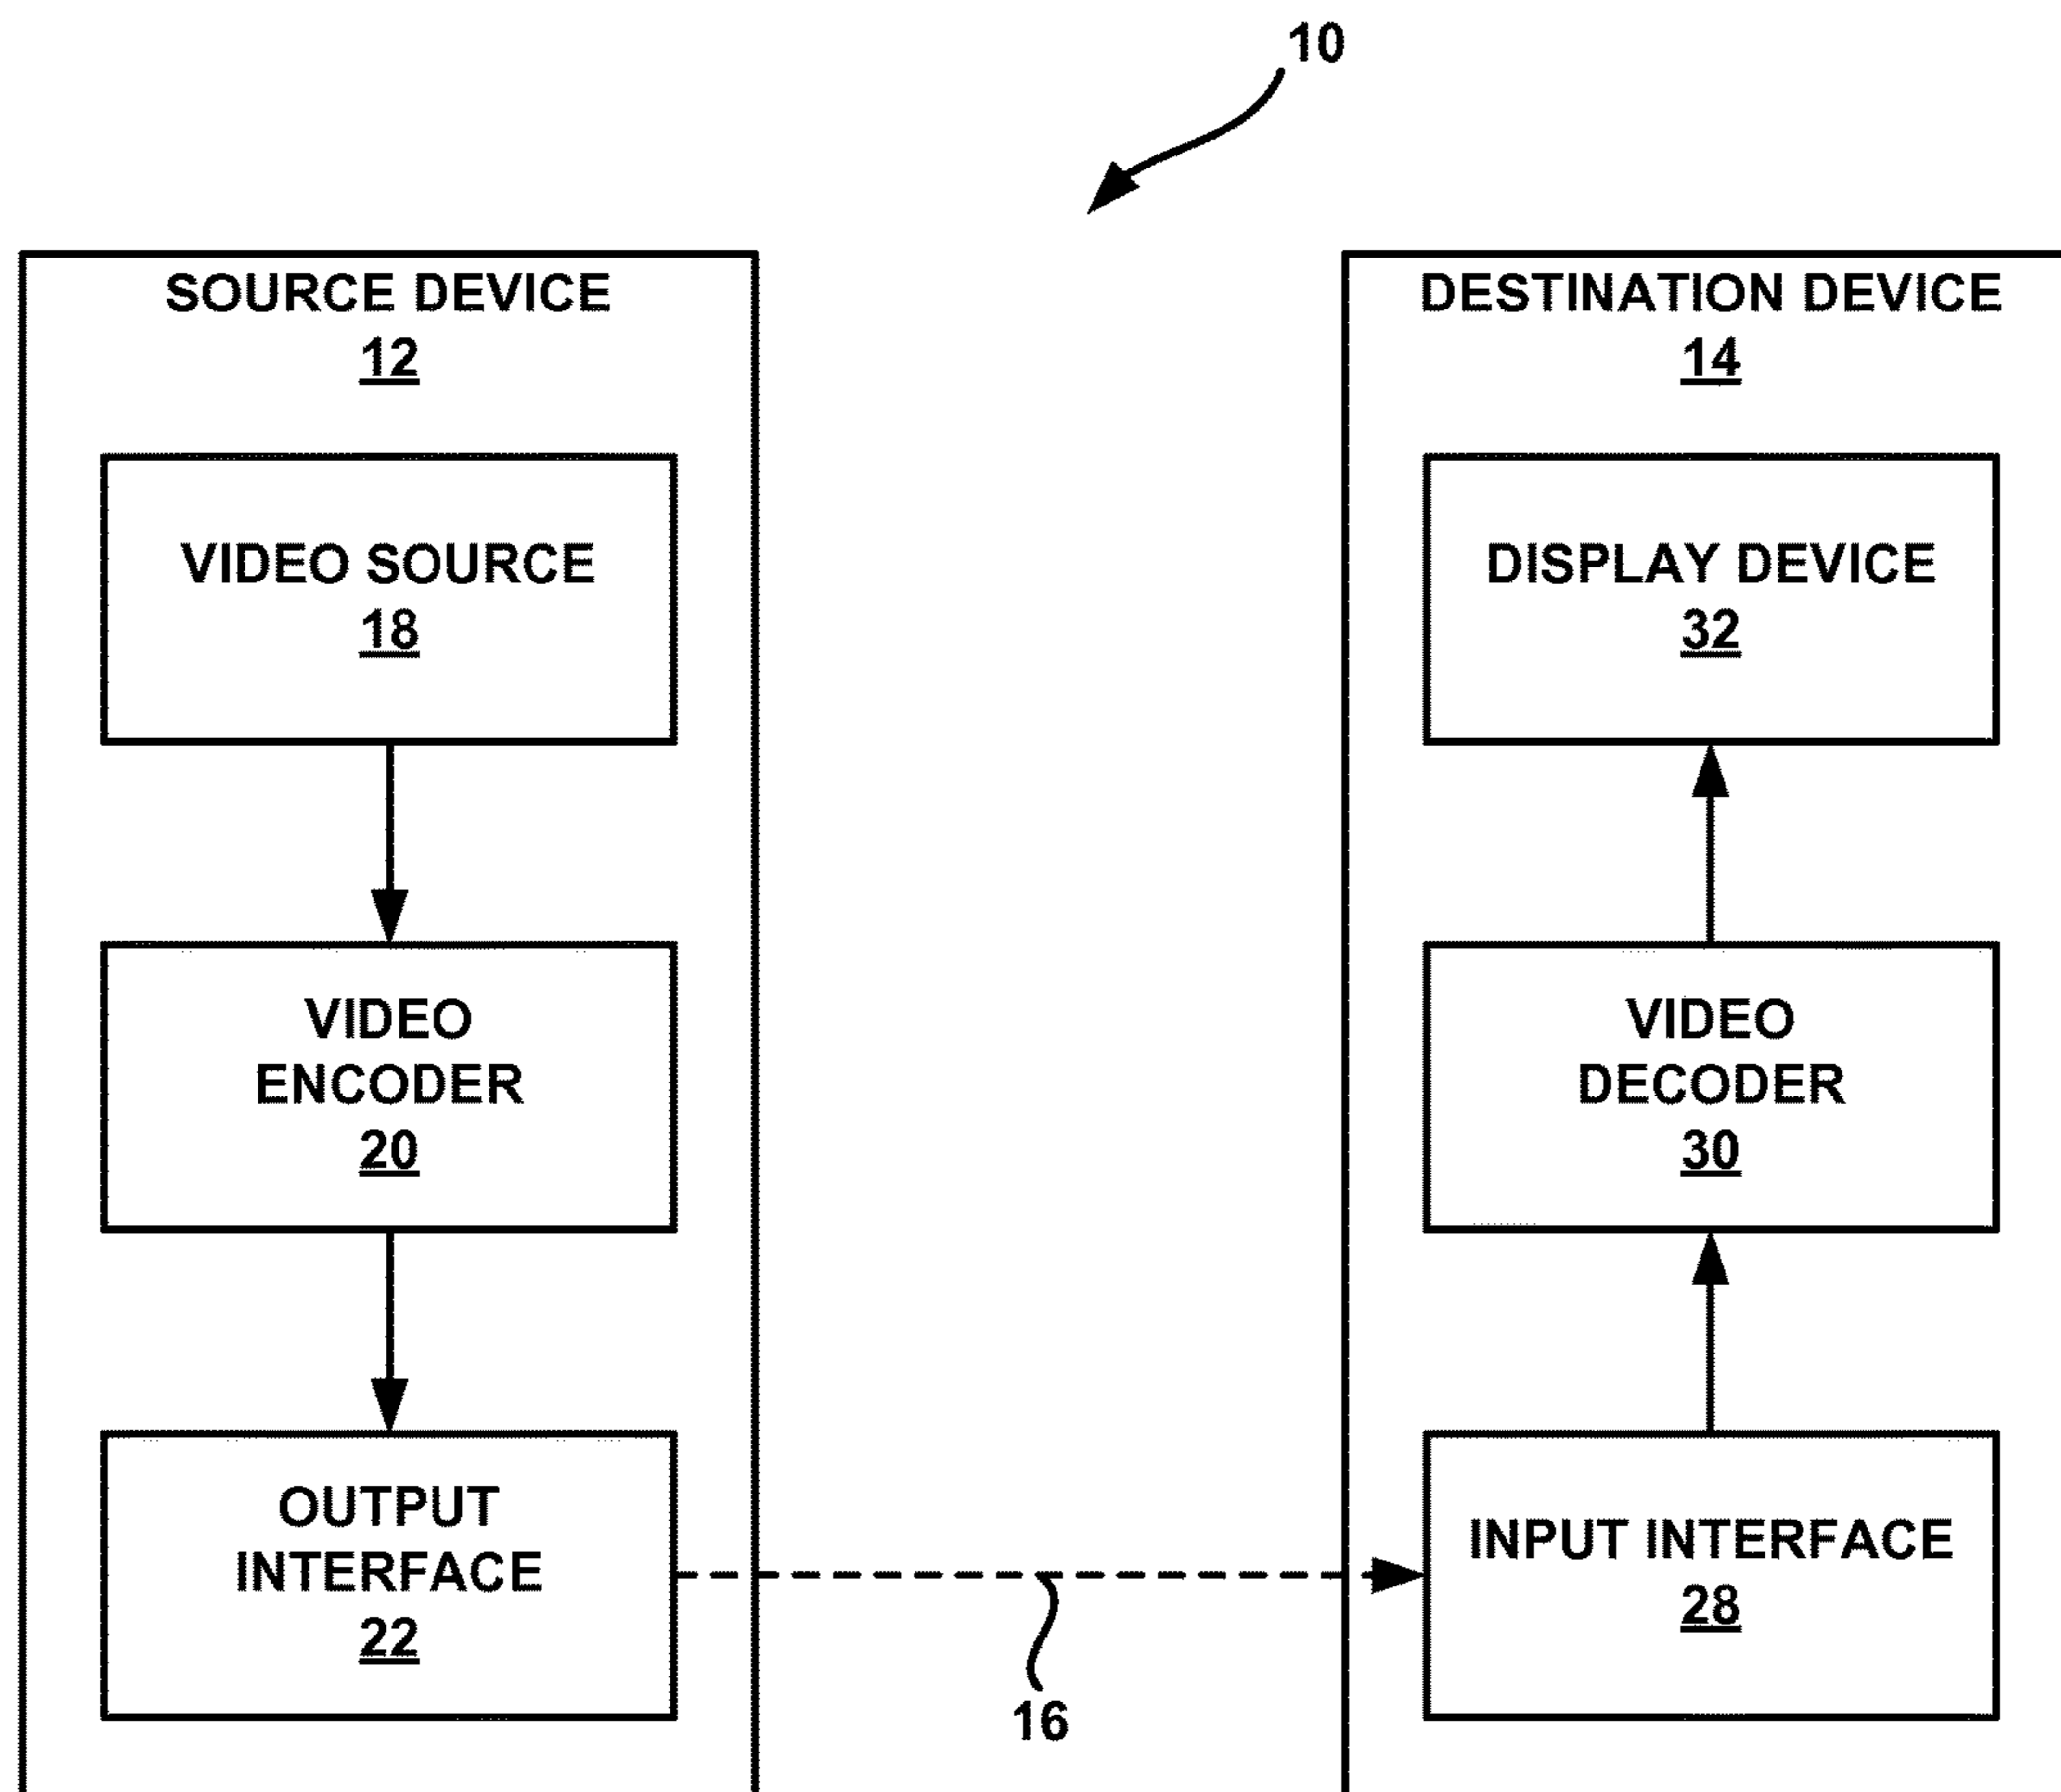 10
SOURCE DEVICE
12
VIDEO SOURCE
18
VIDEO
ENCODER
20
OUTPUT
INTERFACE
22
16
DESTINATION DEVICE
14
DISPLAY DEVICE
32
VIDEO
DECODER
30
INPUT INTERFACE
28